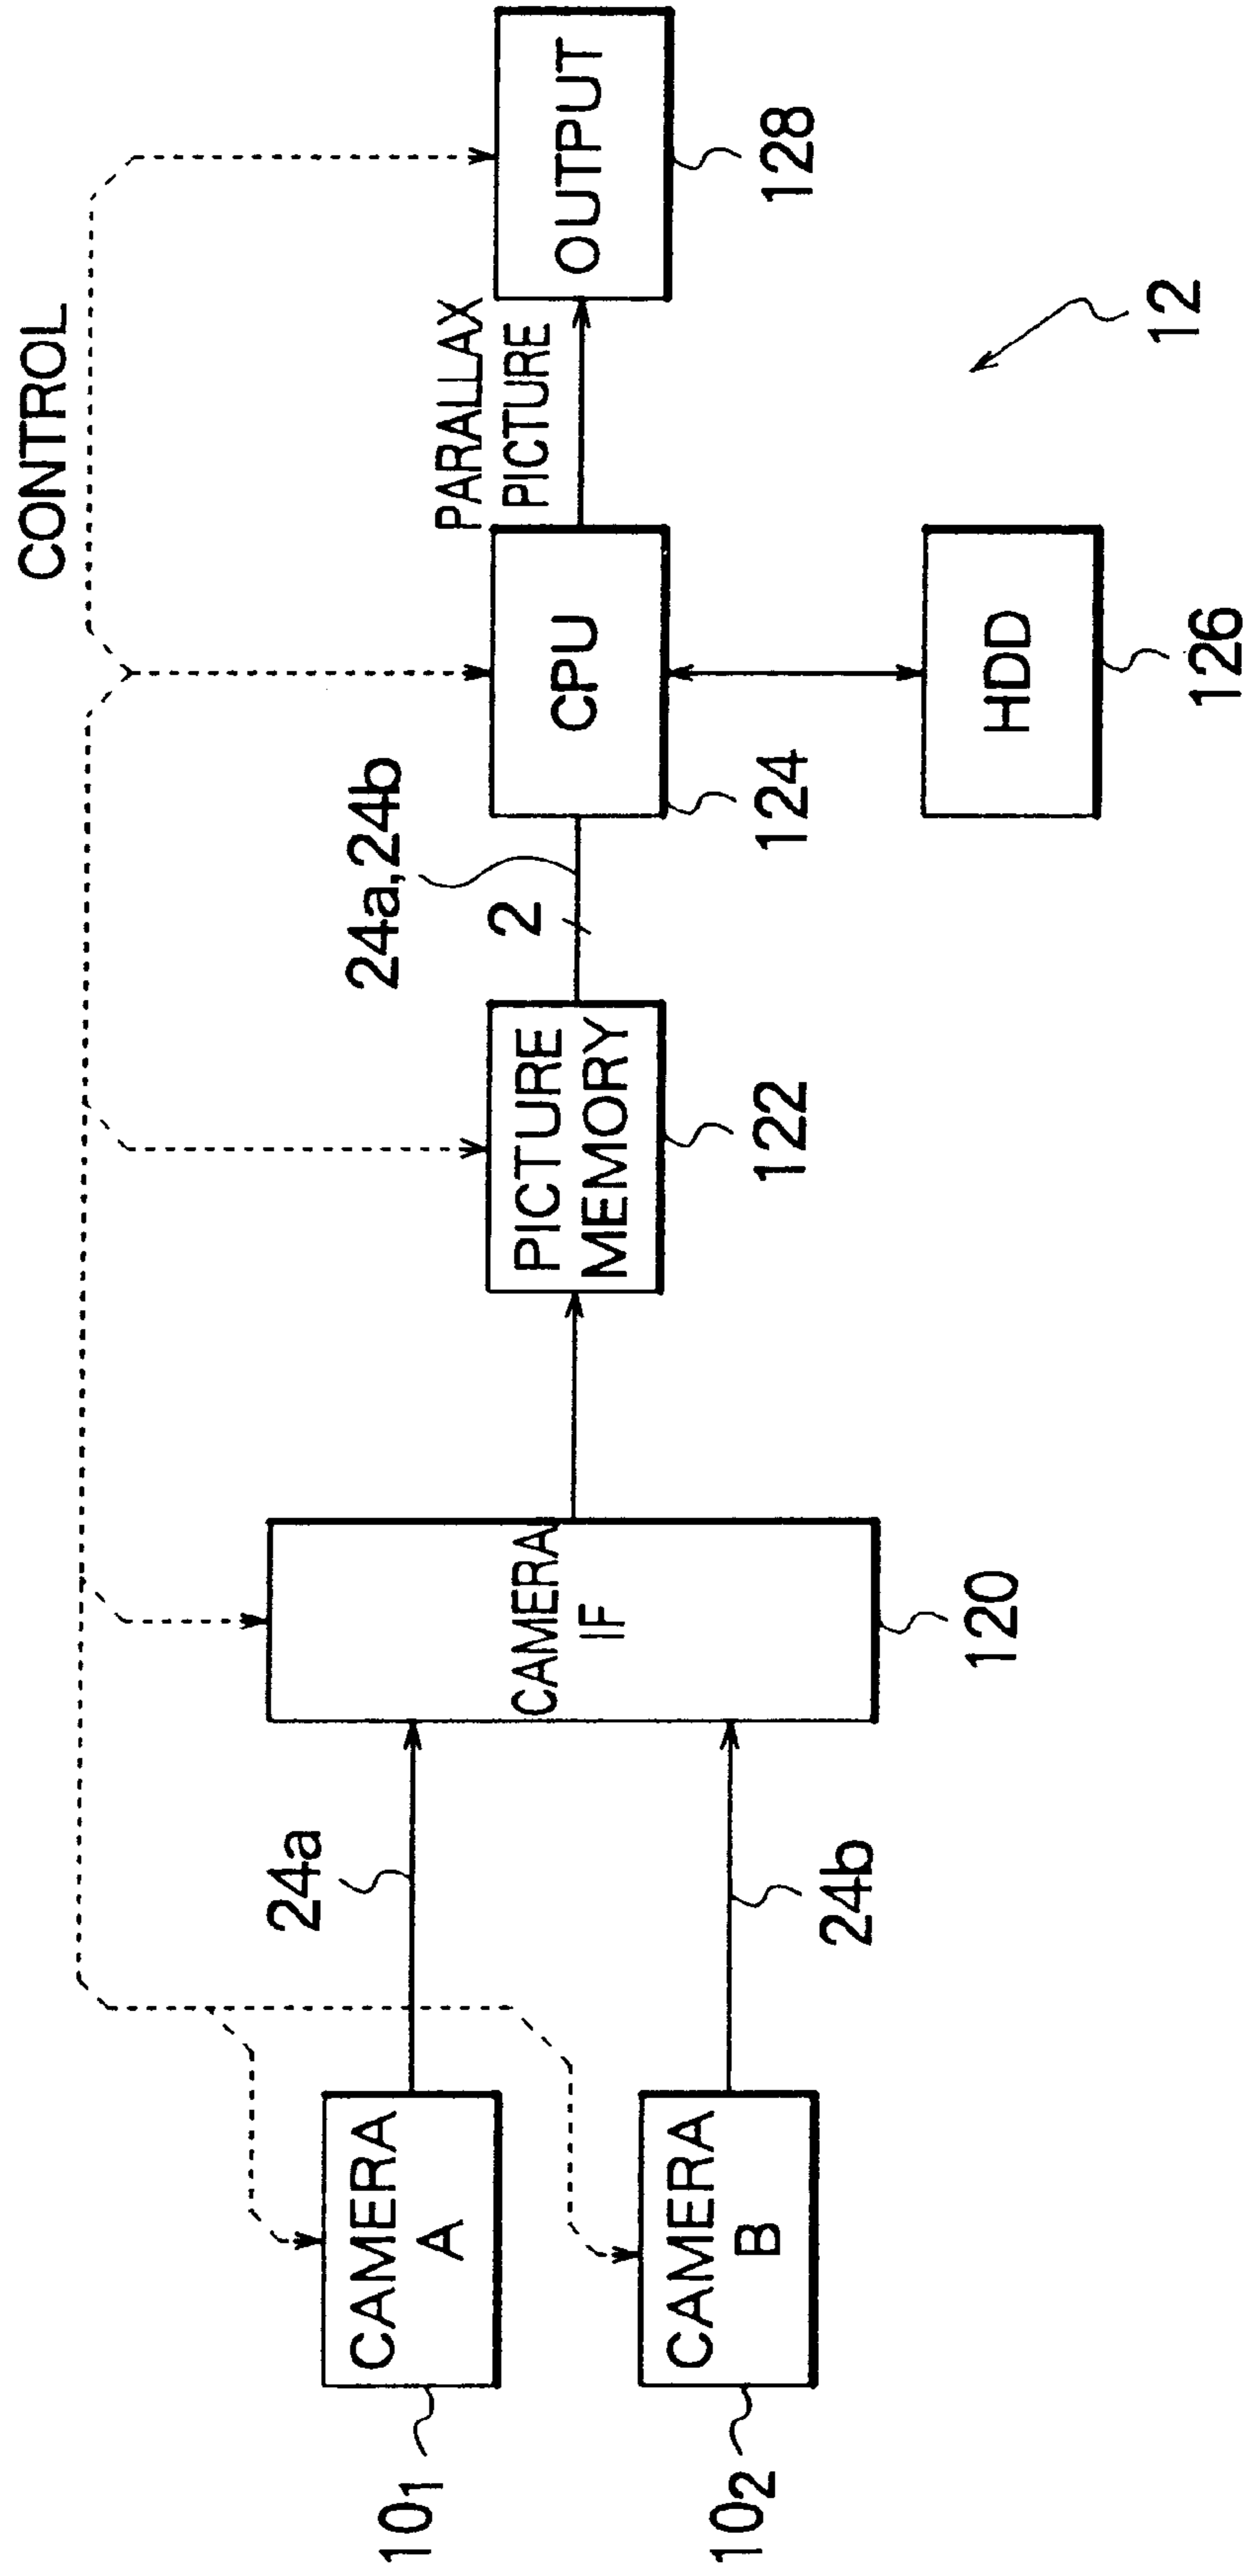 CONTROL
24a
24a,24b
2
PARALLAX
PICTURE
CAMERA
A
10₁
CAMERA
B
10₂
24b
CAMERA
IF
120
PICTURE
MEMORY
122
CPU
124
OUTPUT
128
HDD
126
12